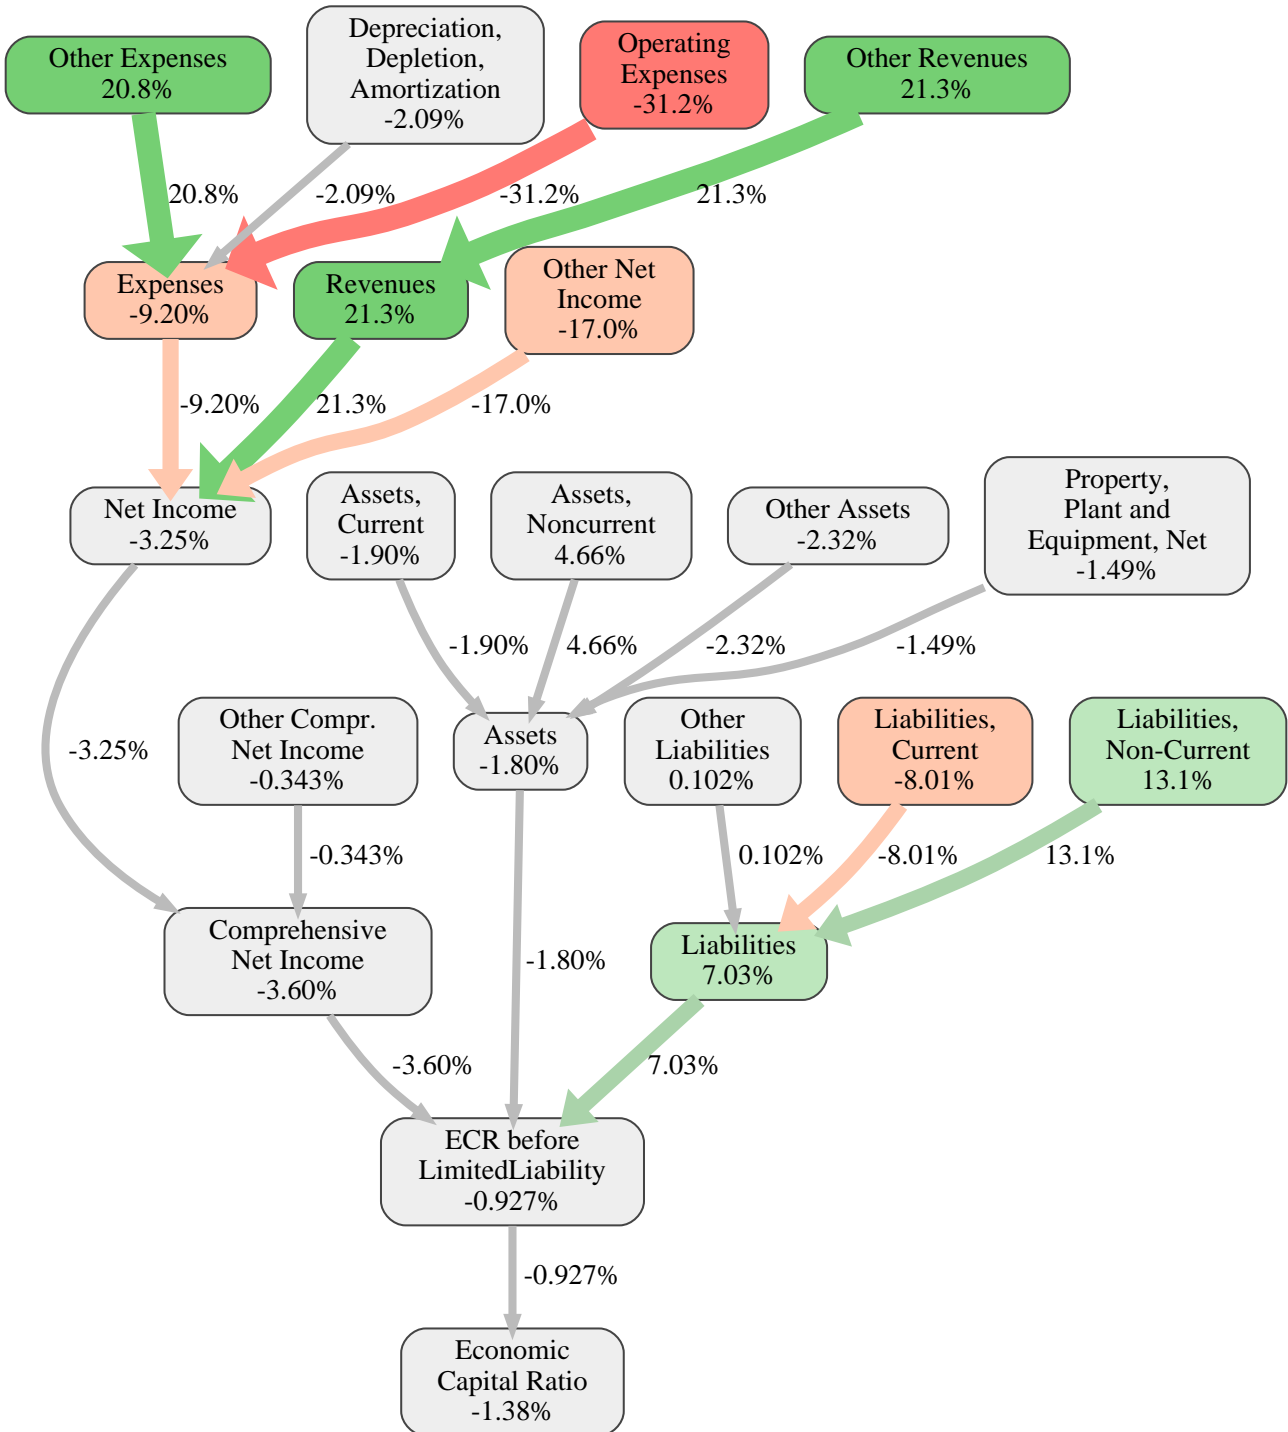 Other Expenses
20.8%
Depreciation,
Depletion,
Amortization
-2.09%
Operating
Expenses
-31.2%
Other Revenues
21.3%
20.8%
-2.09%
-31.2%
21.3%
Expenses
-9.20%
Revenues
21.3%
Other Net
Income
-17.0%
-9.20%
21.3%
-17.0%
Net Income
-3.25%
Assets,
Current
-1.90%
Assets,
Noncurrent
4.66%
Other Assets
-2.32%
Property,
Plant and
Equipment, Net
-1.49%
-1.90%
4.66%
-2.32%
-1.49%
-3.25%
Other Compr.
Net Income
-0.343%
Assets
-1.80%
Other
Liabilities
0.102%
Liabilities,
Current
-8.01%
Liabilities,
Non-Current
13.1%
-0.343%
0.102%
-8.01%
13.1%
Comprehensive
Net Income
-3.60%
-1.80%
Liabilities
7.03%
-3.60%
7.03%
ECR before
LimitedLiability
-0.927%
-0.927%
Economic
Capital Ratio
-1.38%